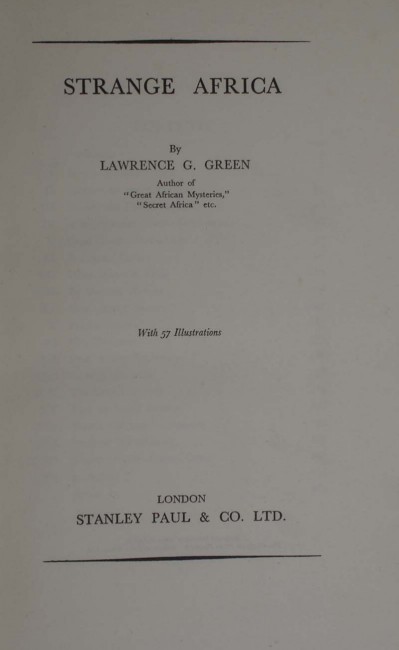 STRANGE AFRICA
By
LAWRENCE G. GREEN
Author of
"Great African Mysteries,"
"Secret Africa" etc.
With 57 Illustrations
LONDON
STANLEY PAUL & CO. LTD.